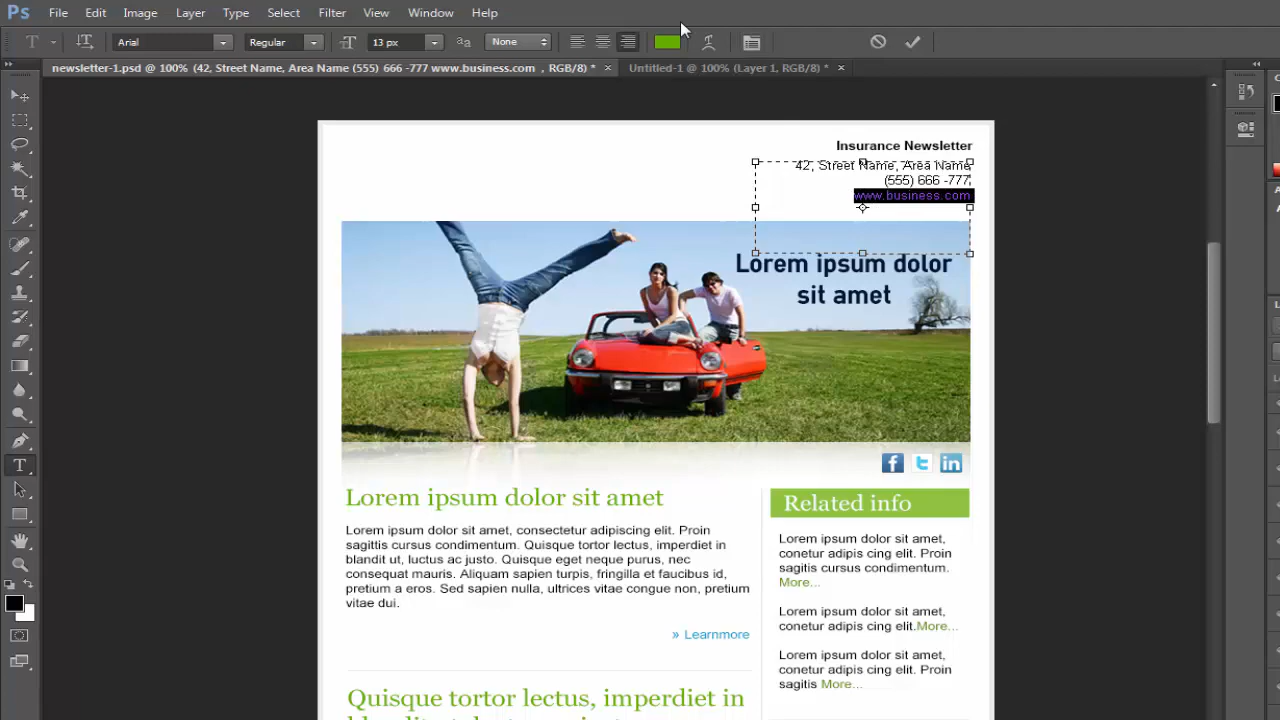 Ps File Edit Image Layer Type Select Filter View Window Help
T Arial Regular 13 px aa None
newsletter-1.psd @ 100% (42, Street Name, Area Name (555) 666 -777 www.business.com , RGB/8) * × Untitled-1 @ 100% (Layer 1, RGB/8) * ×
Insurance Newsletter
42, Street Name, Area Name
(555) 666 -777
www.business.com
Lorem ipsum dolor
sit amet
Lorem ipsum dolor sit amet
Lorem ipsum dolor sit amet, consectetur adipiscing elit. Proin
sagittis cursus condimentum. Quisque tortor lectus, imperdiet in
blandit ut, luctus ac justo. Quisque eget neque purus, nec
consequat mauris. Aliquam sapien turpis, fringilla et faucibus id,
pretium a eros. Sed sapien nulla, ultrices vitae congue non, pretium
vitae dui.
» Learnmore
Quisque tortor lectus, imperdiet in
Related info
Lorem ipsum dolor sit amet,
conetur adipis cing elit. Proin
sagittis cursus condimentum.
More...
Lorem ipsum dolor sit amet,
conetur adipis cing elit.More...
Lorem ipsum dolor sit amet,
conetur adipis cing elit. Proin
sagitis More...